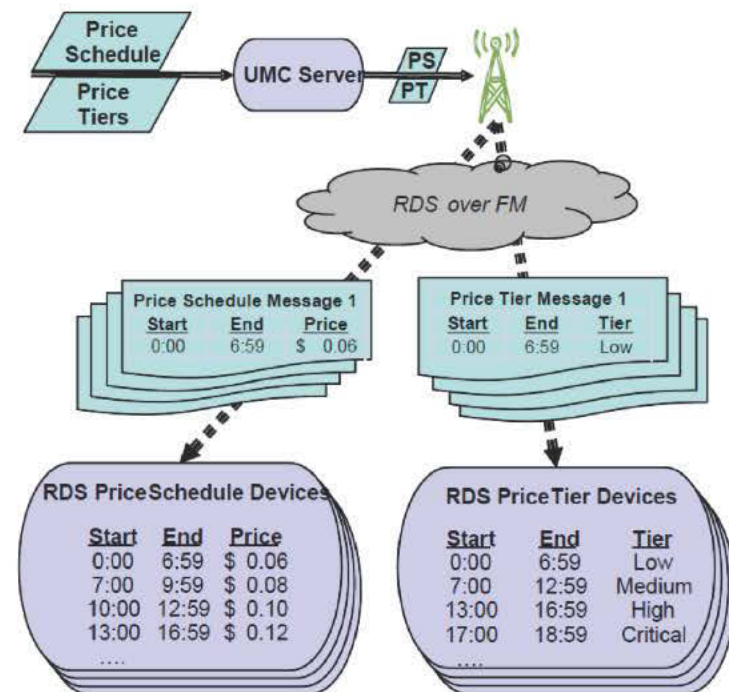 Price
Schedule
Price
Tiers
UMC Server
PS
PT
RDS over FM
Price Schedule Message 1
Start End Price
0:00 6:59 $ 0.06
Price Tier Message 1
Start End Tier
0:00 6:59 Low
RDS PriceSchedule Devices
Start End Price
0:00 6:59 $ 0.06
7:00 9:59 $ 0.08
10:00 12:59 $ 0.10
13:00 16:59 $ 0.12
....
RDS PriceTier Devices
Start End Tier
0:00 6:59 Low
7:00 12:59 Medium
13:00 16:59 High
17:00 18:59 Critical
....